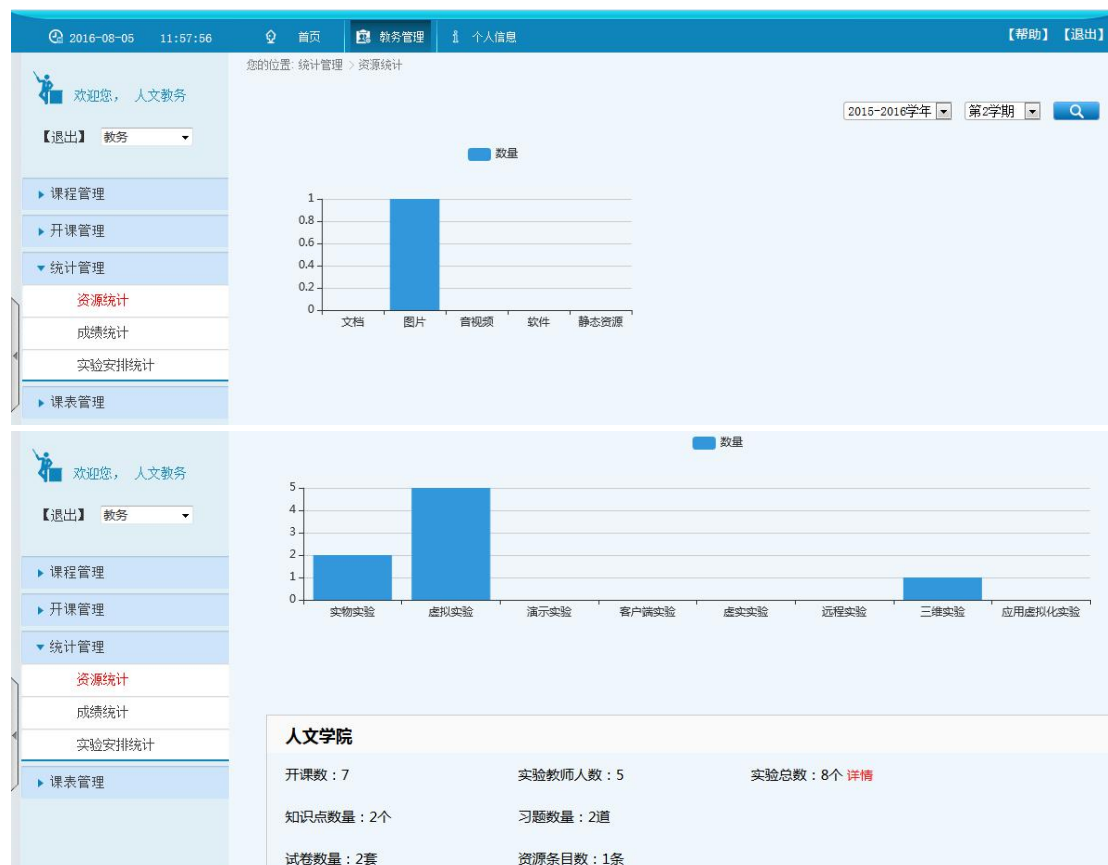 2016-08-05 11:57:56 首页 教务管理 个人信息 【帮助】【退出】
您的位置: 统计管理 > 资源统计
欢迎您， 人文教务
2015-2016学年 第2学期
【退出】 教务
数量
课程管理
开课管理
统计管理
资源统计
成绩统计
实验安排统计
课表管理
1
0.8
0.6
0.4
0.2
0
文档 图片 音视频 软件 静态资源
欢迎您， 人文教务
【退出】 教务
课程管理
开课管理
统计管理
资源统计
成绩统计
实验安排统计
课表管理
数量
5
4
3
2
1
0
实物实验 虚拟实验 演示实验 客户端实验 虚实实验 远程实验 三维实验 应用虚拟化实验
人文学院
开课数：7 实验教师人数：5 实验总数：8个 详情
知识点数量：2个 习题数量：2道
试卷数量：2套 资源条目数：1条